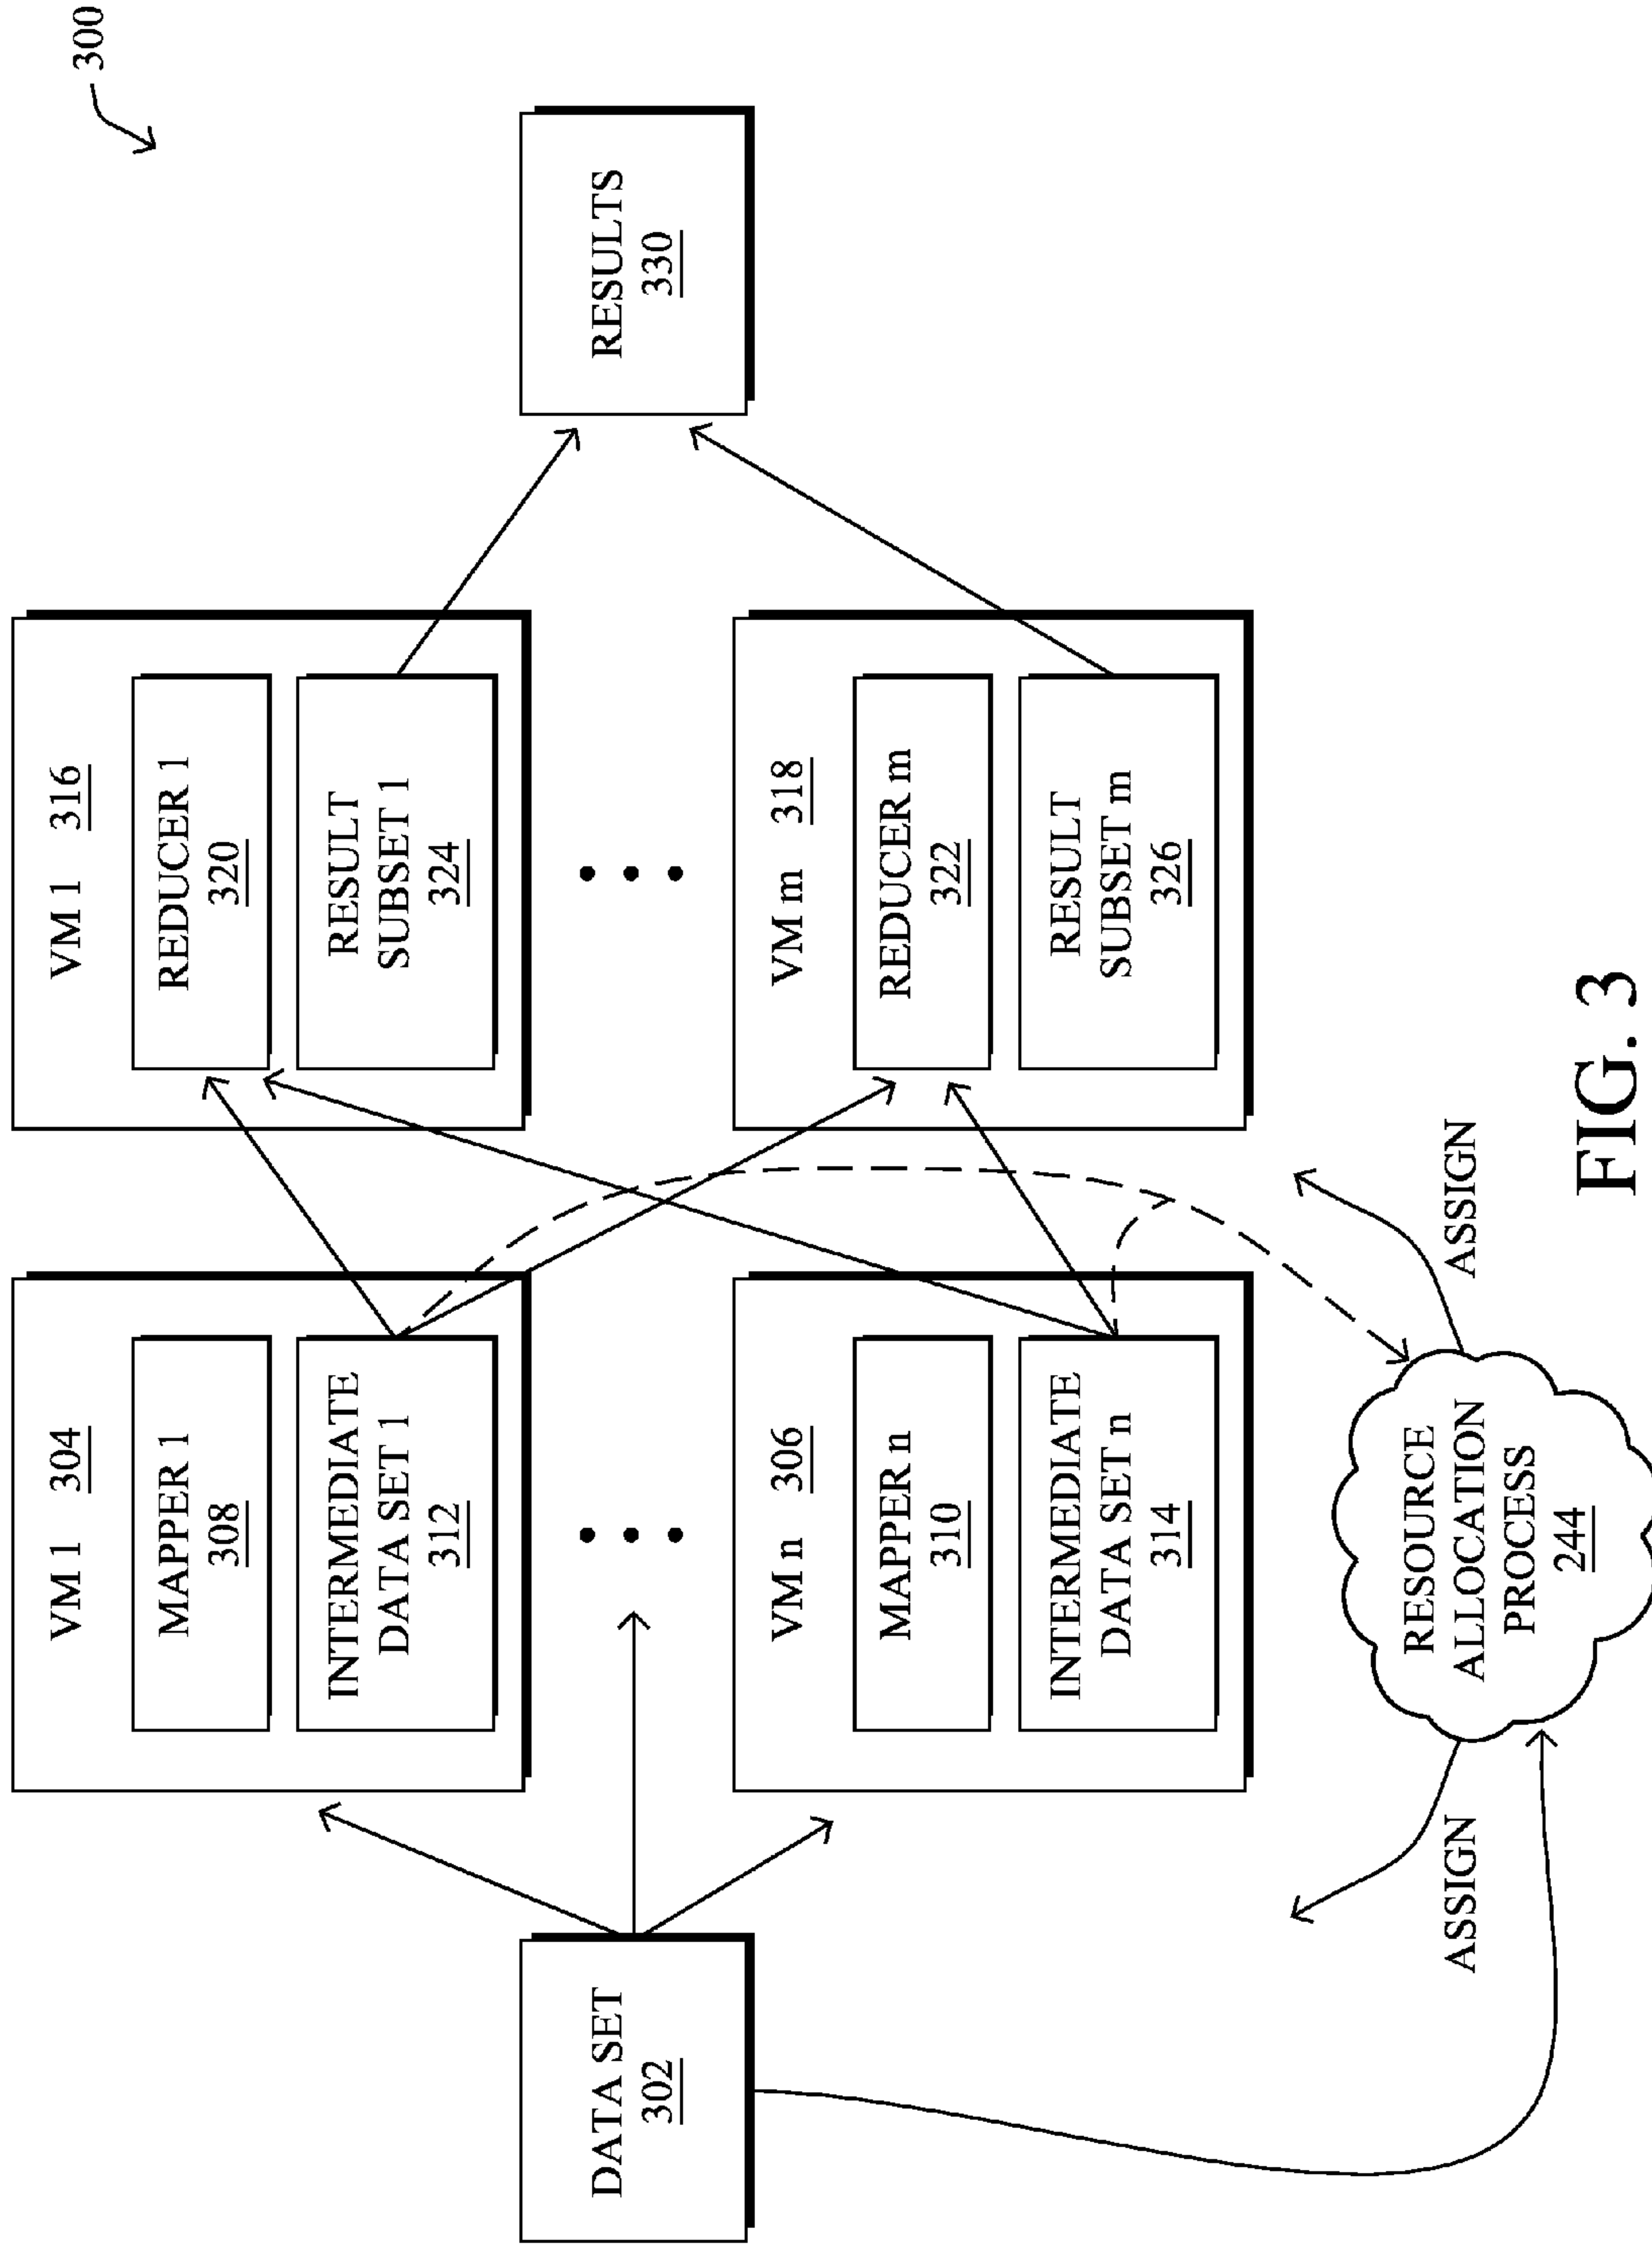 300
DATA SET
302
VM 1 304
MAPPER 1
308
INTERMEDIATE
DATA SET 1
312
VM n 306
MAPPER n
310
INTERMEDIATE
DATA SET n
314
VM 1 316
REDUCER 1
320
RESULT
SUBSET 1
324
VM m 318
REDUCER m
322
RESULT
SUBSET m
326
RESULTS
330
ASSIGN
RESOURCE
ALLOCATION
PROCESS
244
ASSIGN
FIG. 3